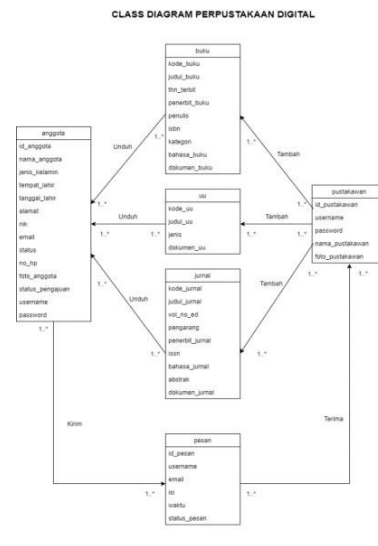 CLASS DIAGRAM PERPUSTAKAAN DIGITAL
buku
kode_buku
judul_buku
thn_terbit
penerbit_buku
penulis
isbn
kategori
bahasa_buku
dokumen_buku
anggota
id_anggota
nama_anggota
jenis_kelamin
tempat_lahir
tanggal_lahir
alamat
nik
email
status
no_hp
foto_anggota
status_pengajuan
username
password
uu
kode_uu
judul_uu
jenis
dokumen_uu
pustakawan
id_pustakawan
username
password
nama_pustakawan
foto_pustakawan
jurnal
kode_jurnal
judul_jurnal
vol_no_ed
pengarang
penerbit_jurnal
issn
bahasa_jurnal
abstrak
dokumen_jurnal
pesan
id_pesan
username
email
isi
waktu
status_pesan
Unduh
1..*
1..*
Tambah
1..*
1..*
Unduh
1..*
1..*
Tambah
1..*
1..*
Unduh
1..*
1..*
Tambah
1..*
1..*
Kirim
1..*
1..*
Terima
1..*
1..*